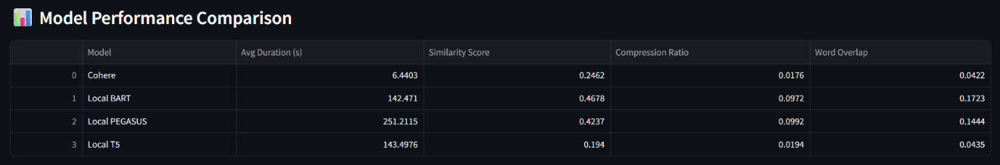 Model Performance Comparison
Model Avg Duration (s) Similarity Score Compression Ratio Word Overlap
0 Cohere 6.4403 0.2462 0.0176 0.0422
1 Local BART 142.471 0.4678 0.0972 0.1723
2 Local PEGASUS 251.2115 0.4237 0.0992 0.1444
3 Local T5 143.4976 0.194 0.0194 0.0435